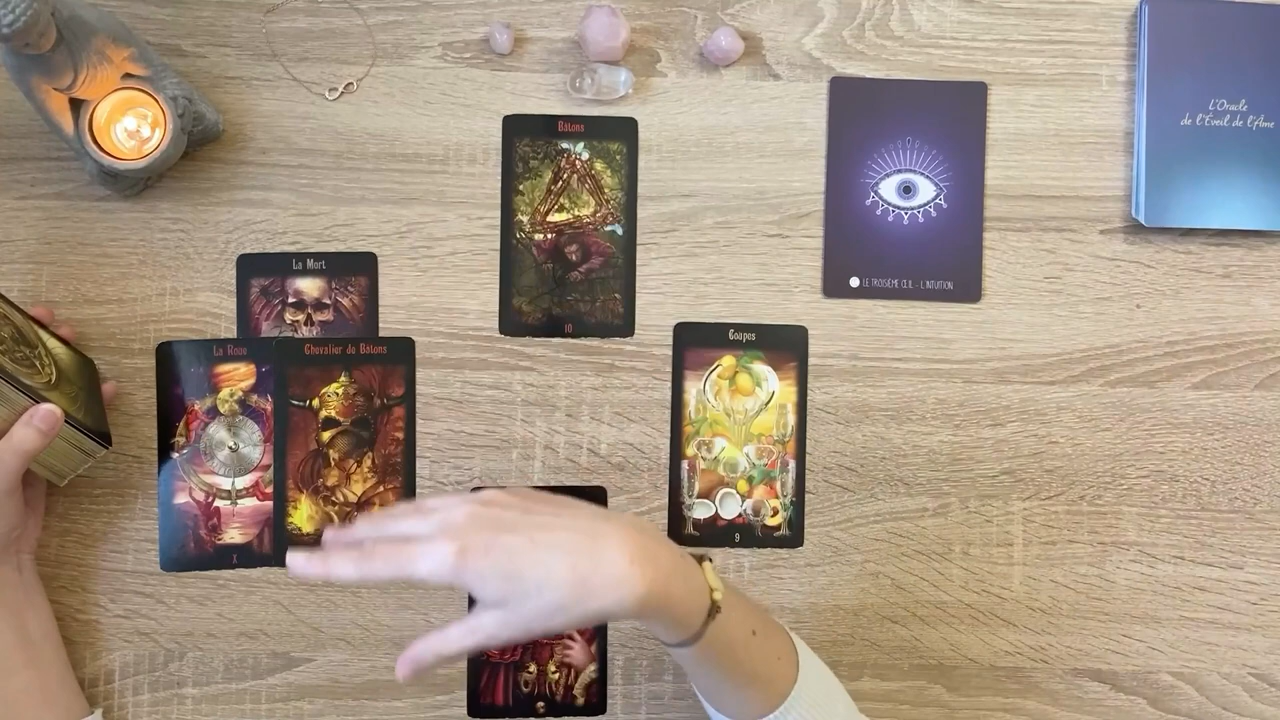 L'Oracle
de l'Éveil de l'Âme
Bâtons
10
LE TROISIÈME ŒIL - L'INTUITION
La Mort
Coupes
9
La Roue
X
Chevalier de Bâtons